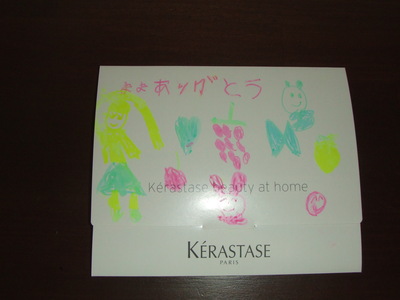 ありがとう
Kérastase beauty at home
KÉRASTASE
PARIS